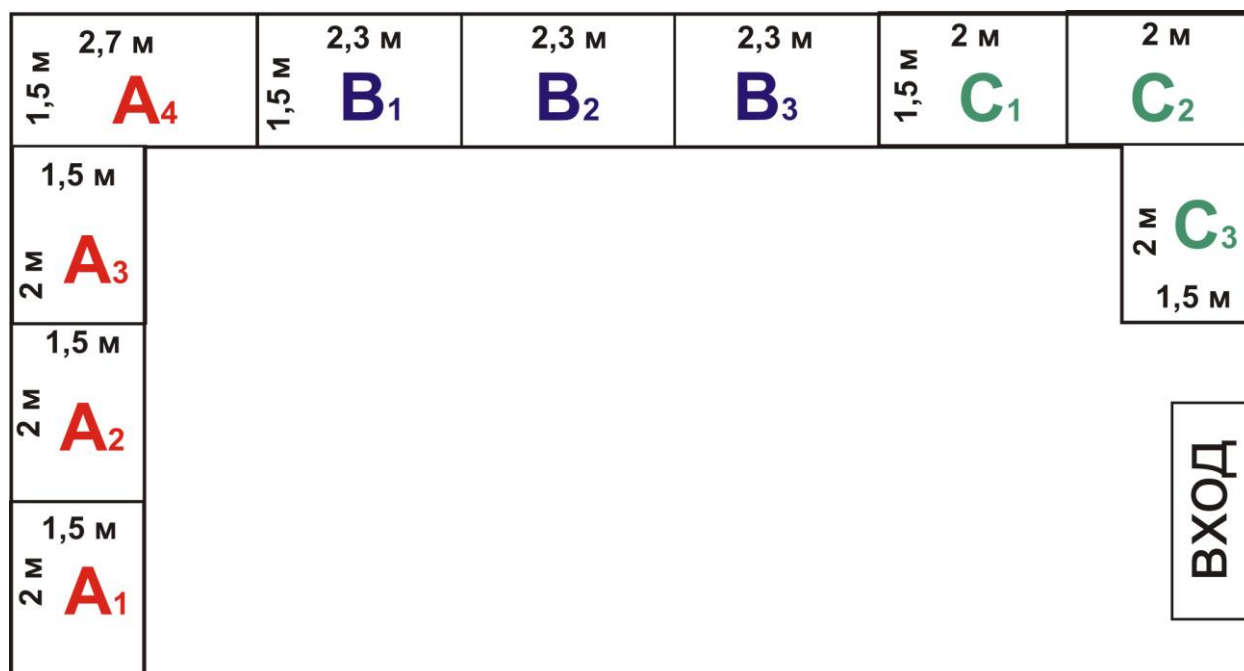 2,7 м
1,5 м
A4
2,3 м
1,5 м
B1
2,3 м
B2
2,3 м
B3
2 м
1,5 м
C1
2 м
C2
1,5 м
2 м
A3
2 м
C3
1,5 м
1,5 м
2 м
A2
ВХОД
1,5 м
2 м
A1